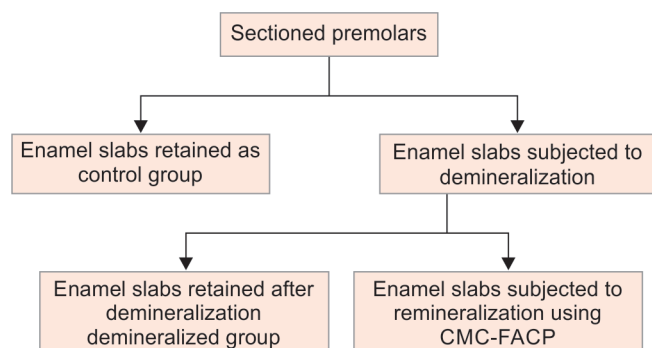 Sectioned premolars
Enamel slabs retained as
control group
Enamel slabs subjected to
demineralization
Enamel slabs retained after
demineralization
demineralized group
Enamel slabs subjected to
remineralization using
CMC-FACP